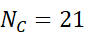 N_C = 21